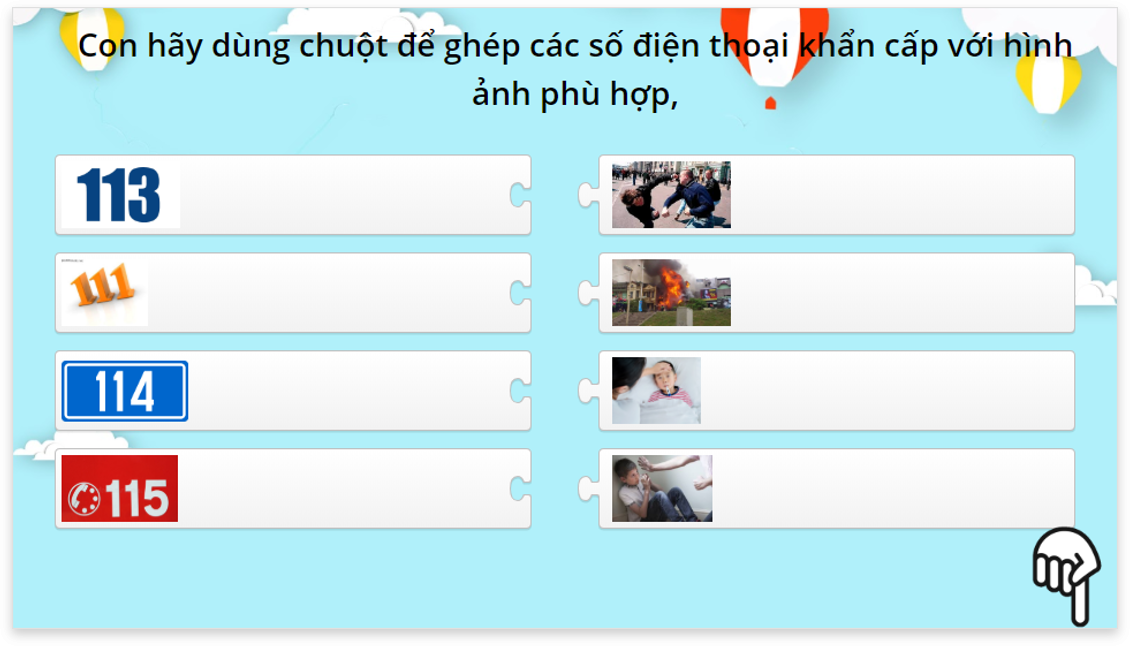 Con hãy dùng chuột để ghép các số điện thoại khẩn cấp với hình
ảnh phù hợp,
113
111
114
115